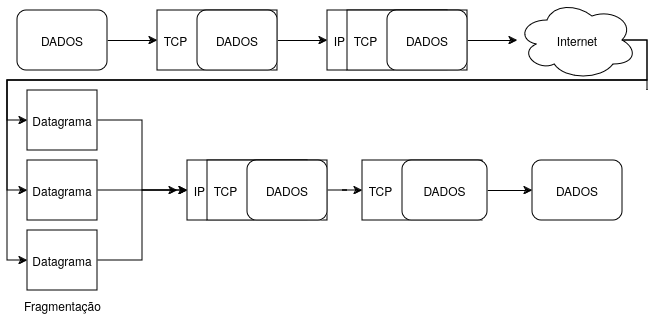 DADOS
TCP DADOS
IP TCP DADOS
Internet
Datagrama
Datagrama
IP TCP DADOS
TCP DADOS
DADOS
Datagrama
Fragmentação